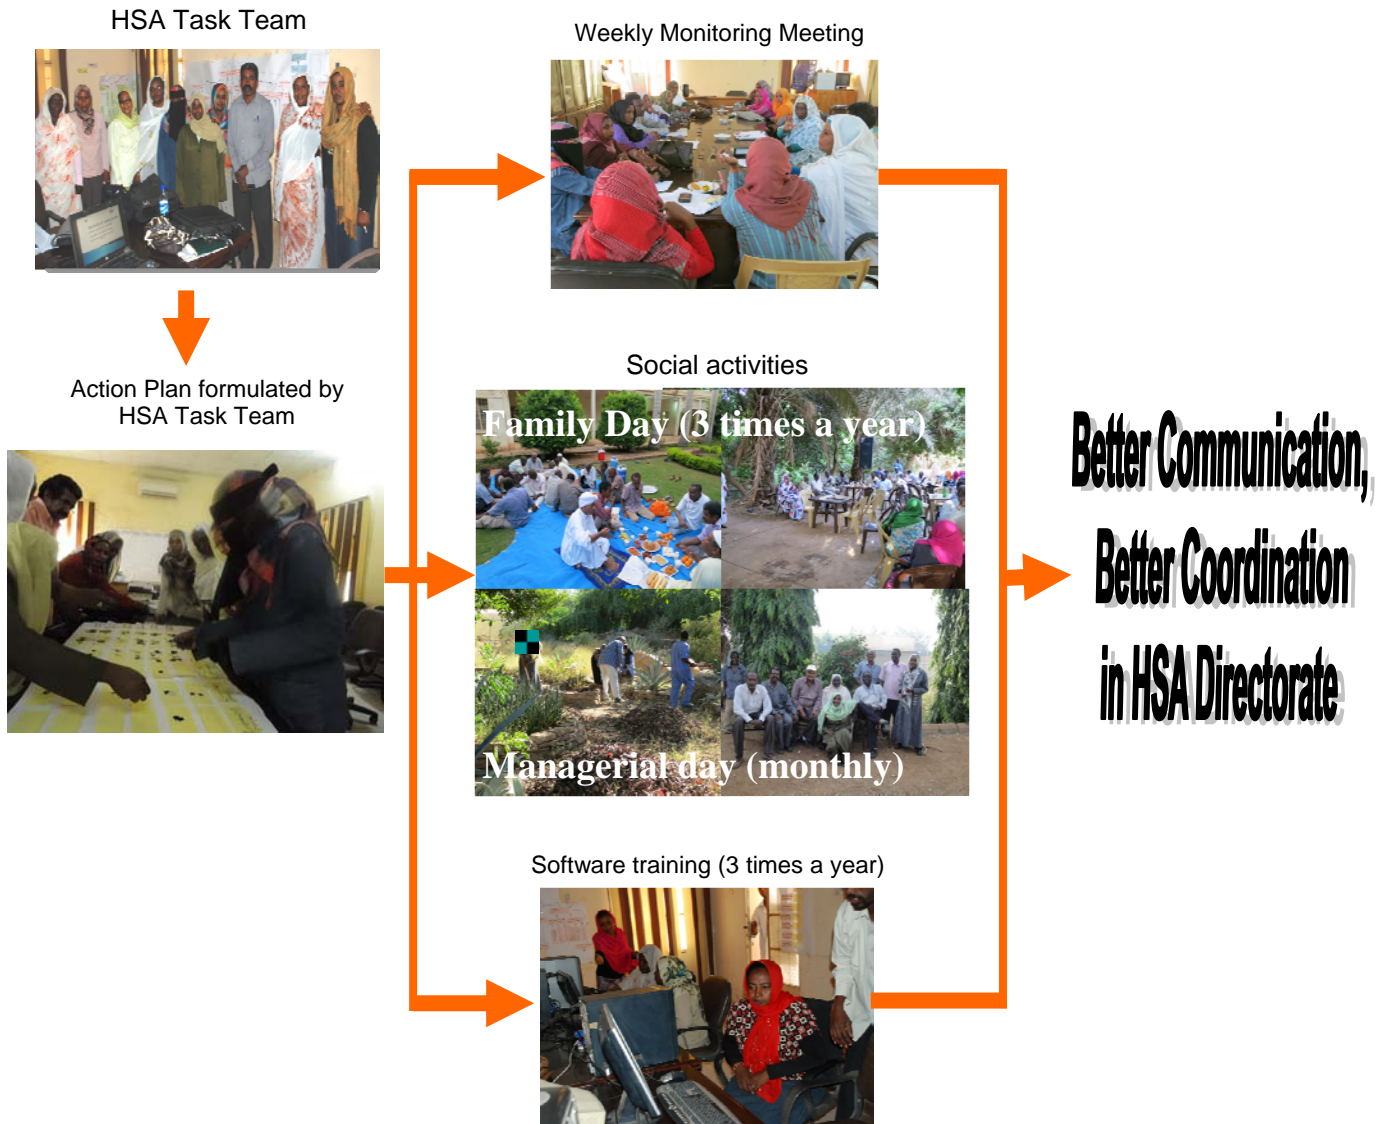 HSA Task Team
Action Plan formulated by
HSA Task Team
Weekly Monitoring Meeting
Social activities
Family Day (3 times a year)
Managerial day (monthly)
Software training (3 times a year)
Better Communication,
Better Coordination
in HSA Directorate